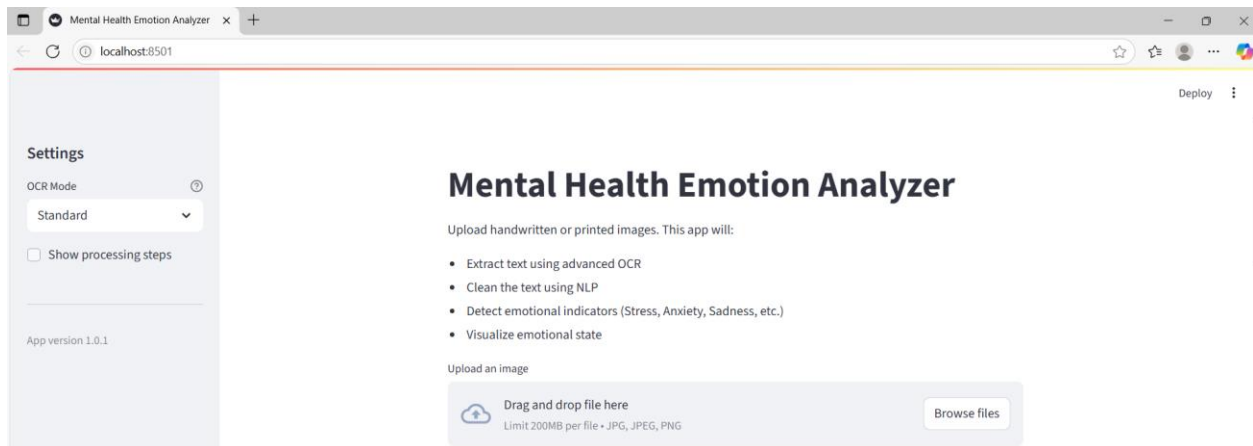 Mental Health Emotion Analyzer
localhost:8501
Deploy
Settings
OCR Mode
Standard
Show processing steps
App version 1.0.1
Mental Health Emotion Analyzer
Upload handwritten or printed images. This app will:
• Extract text using advanced OCR
• Clean the text using NLP
• Detect emotional indicators (Stress, Anxiety, Sadness, etc.)
• Visualize emotional state
Upload an image
Drag and drop file here
Limit 200MB per file • JPG, JPEG, PNG
Browse files